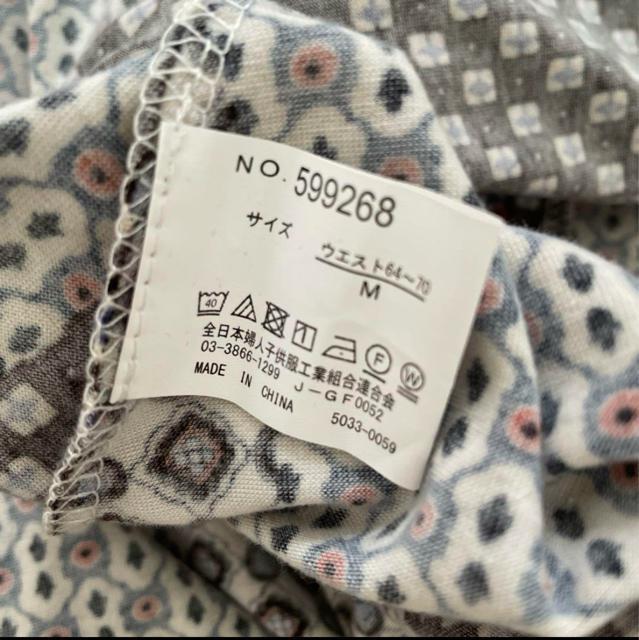 NO. 599268
サイズ
ウエスト64〜70
M
40
F W
全日本婦人子供服工業組合連合会
03-3866-1299 J-GF0052
MADE IN CHINA 5033-0059